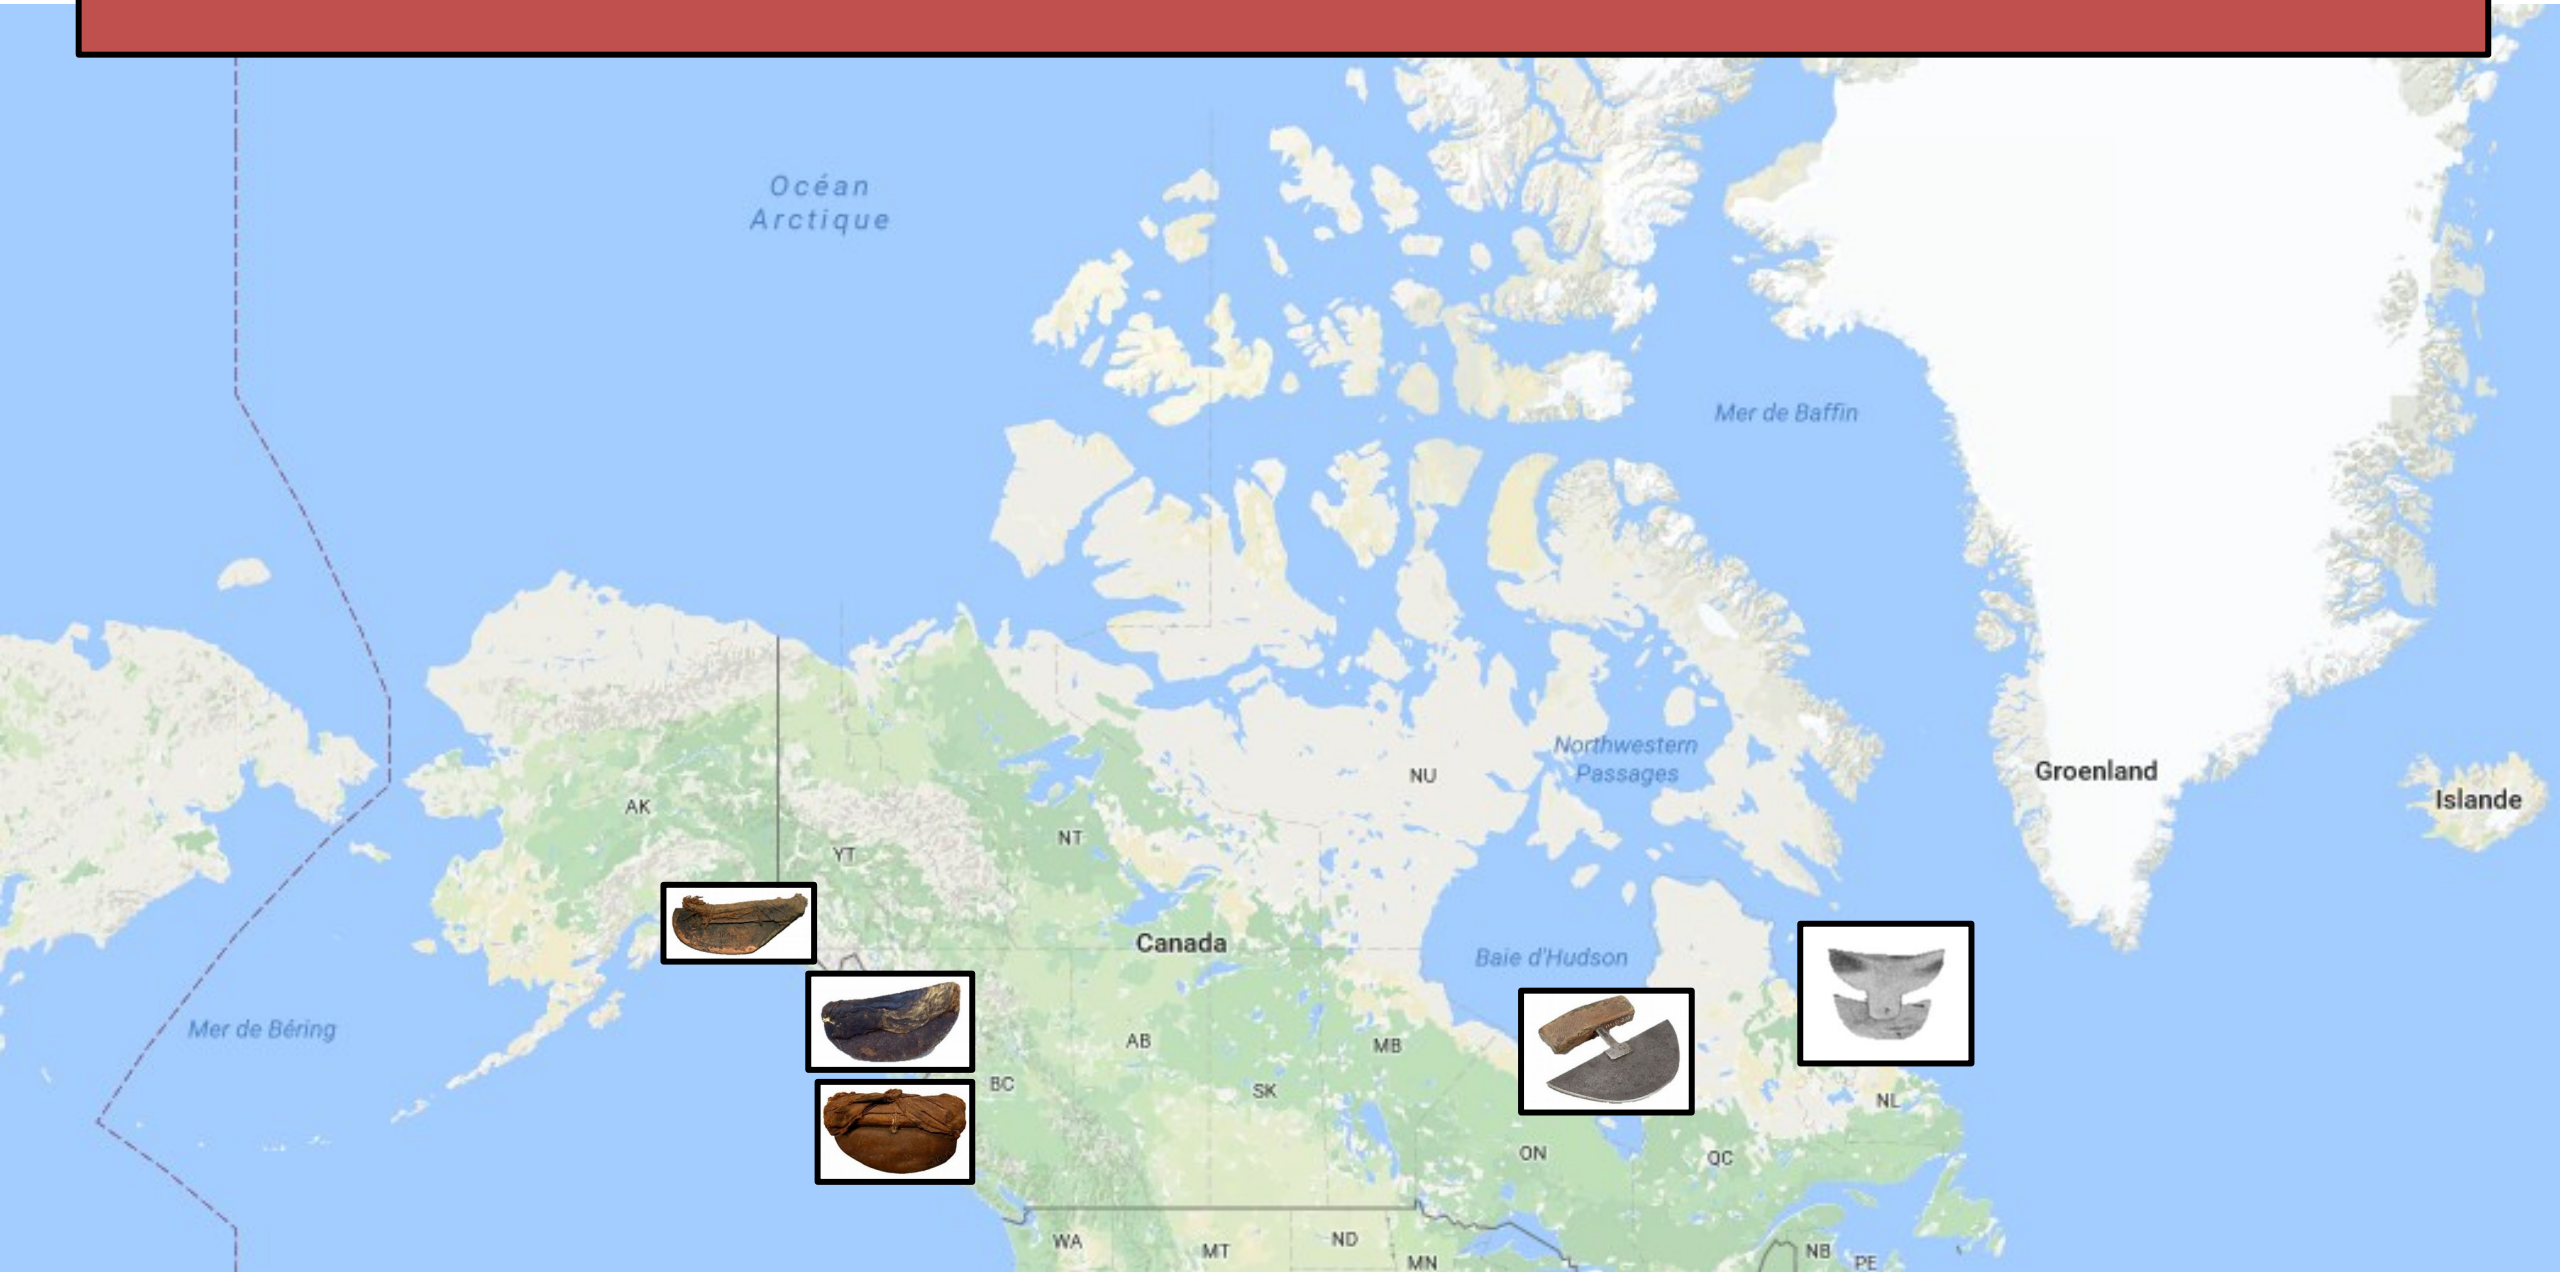 Océan
Arctique
Mer de Baffin
Northwestern
Passages
Groenland
Islande
NU
AK
NT
YT
Canada
Baie d'Hudson
Mer de Béring
AB
MB
BC
SK
NL
ON
QC
WA
MT
ND
MN
NB
PE